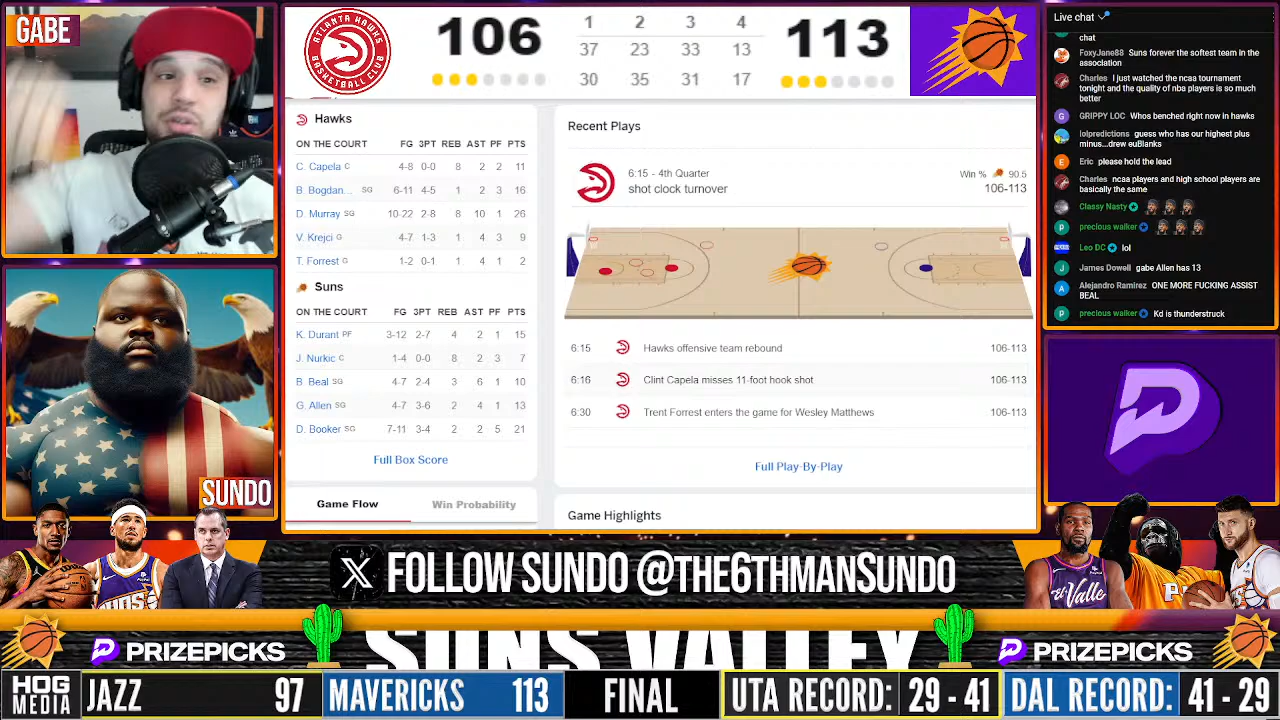 GABE
ATLANTA HAWKS
BASKETBALL CLUB
106
1 2 3 4
37 23 33 13
30 35 31 17
113
Hawks
ON THE COURT FG 3PT REB AST PF PTS
C. Capela C 4-8 0-0 8 2 2 11
B. Bogdan... SG 6-11 4-5 1 2 3 16
D. Murray SG 10-23 2-8 8 10 1 26
V. Krejci G 4-7 1-3 1 4 3 9
T. Forrest G 1-2 0-1 1 4 1 2
Suns
ON THE COURT FG 3PT REB AST PF PTS
K. Durant PF 3-12 2-7 4 2 1 15
J. Nurkic C 1-4 0-0 8 2 3 7
B. Beal SG 4-7 2-4 3 6 1 10
G. Allen SG 4-7 3-6 2 4 1 13
D. Booker SG 7-11 3-4 2 2 5 21
Full Box Score
Game Flow Win Probability
Recent Plays
6:15 - 4th Quarter
shot clock turnover
Win % 90.5
106-113
6:15 Hawks offensive team rebound 106-113
6:16 Clint Capela misses 11-foot hook shot 106-113
6:30 Trent Forrest enters the game for Wesley Matthews 106-113
Full Play-By-Play
Game Highlights
Live chat
chat
FoxyJane88 Suns forever the softest team in the
association
Charles I just watched the ncaa tournament
tonight and the quality of nba players is so much
better
GRIPPY LOC Whos benched right now in hawks
lolpredictions guess who has our highest plus
minus...drew euBlanks
Eric please hold the lead
Charles ncaa players and high school players are
basically the same
Classy Nasty
precious walker
Leo DC lol
James Dowell gabe Allen has 13
Alejandro Ramirez ONE MORE FUCKING ASSIST
BEAL
precious walker Kd is thunderstruck
SUNDO
X FOLLOW SUNDO @THE6THMANSUNDO
SUNS
el Valle
PRIZEPICKS
SUNS VALLEY
PRIZEPICKS
HOG
MEDIA
JAZZ 97 MAVERICKS 113 FINAL UTA RECORD: 29 - 41 DAL RECORD: 41 - 29